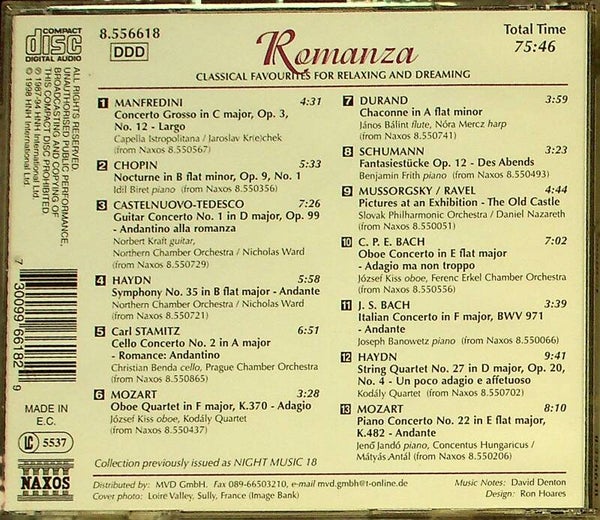 COMPACT
disc
DIGITAL AUDIO
8.556618
DDD
Romanza
CLASSICAL FAVOURITES FOR RELAXING AND DREAMING
Total Time
75:46
ALL RIGHTS RESERVED.
UNAUTHORISED PUBLIC PERFORMANCE,
BROADCASTING AND COPYING OF
THIS COMPACT DISC PROHIBITED.
℗ 1987-94 HNH International Ltd.
© 1998 HNH International Ltd.
7 30099 66182 9
MADE IN
E.C.
LC 5537
NAXOS
1 MANFREDINI 4:31
Concerto Grosso in C major, Op. 3,
No. 12 - Largo
Capella Istropolitana / Jaroslav Kr(e)chek
(from Naxos 8.550567)
2 CHOPIN 5:33
Nocturne in B flat minor, Op. 9, No. 1
Idil Biret piano (from Naxos 8.550356)
3 CASTELNUOVO-TEDESCO 7:26
Guitar Concerto No. 1 in D major, Op. 99
- Andantino alla romanza
Norbert Kraft guitar,
Northern Chamber Orchestra / Nicholas Ward
(from Naxos 8.550729)
4 HAYDN 5:58
Symphony No. 35 in B flat major - Andante
Northern Chamber Orchestra / Nicholas Ward
(from Naxos 8.550721)
5 Carl STAMITZ 6:51
Cello Concerto No. 2 in A major
- Romance: Andantino
Christian Benda cello, Prague Chamber Orchestra
(from Naxos 8.550865)
6 MOZART 3:28
Oboe Quartet in F major, K.370 - Adagio
József Kiss oboe, Kodály Quartet
(from Naxos 8.550437)
7 DURAND 3:59
Chaconne in A flat minor
János Bálint flute, Nóra Mercz harp
(from Naxos 8.550741)
8 SCHUMANN 3:23
Fantasiestücke Op. 12 - Des Abends
Benjamin Frith piano (from Naxos 8.550493)
9 MUSSORGSKY / RAVEL 4:44
Pictures at an Exhibition - The Old Castle
Slovak Philharmonic Orchestra / Daniel Nazareth
(from Naxos 8.550051)
10 C. P. E. BACH 7:02
Oboe Concerto in E flat major
- Adagio ma non troppo
József Kiss oboe, Ferenc Erkel Chamber Orchestra
(from Naxos 8.550556)
11 J. S. BACH 3:39
Italian Concerto in F major, BWV 971
- Andante
Joseph Banowetz piano (from Naxos 8.550066)
12 HAYDN 9:41
String Quartet No. 27 in D major, Op. 20,
No. 4 - Un poco adagio e affetuoso
Kodály Quartet (from Naxos 8.550702)
13 MOZART 8:10
Piano Concerto No. 22 in E flat major,
K.482 - Andante
Jenö Jandó piano, Concentus Hungaricus /
Mátyás Antál (from Naxos 8.550206)
Collection previously issued as NIGHT MUSIC 18
Distributed by: MVD GmbH. Fax 089-66503210, e-mail mvd.gmbh@t-online.de
Cover photo: Loire Valley, Sully, France (Image Bank)
Music Notes: David Denton
Design: Ron Hoares